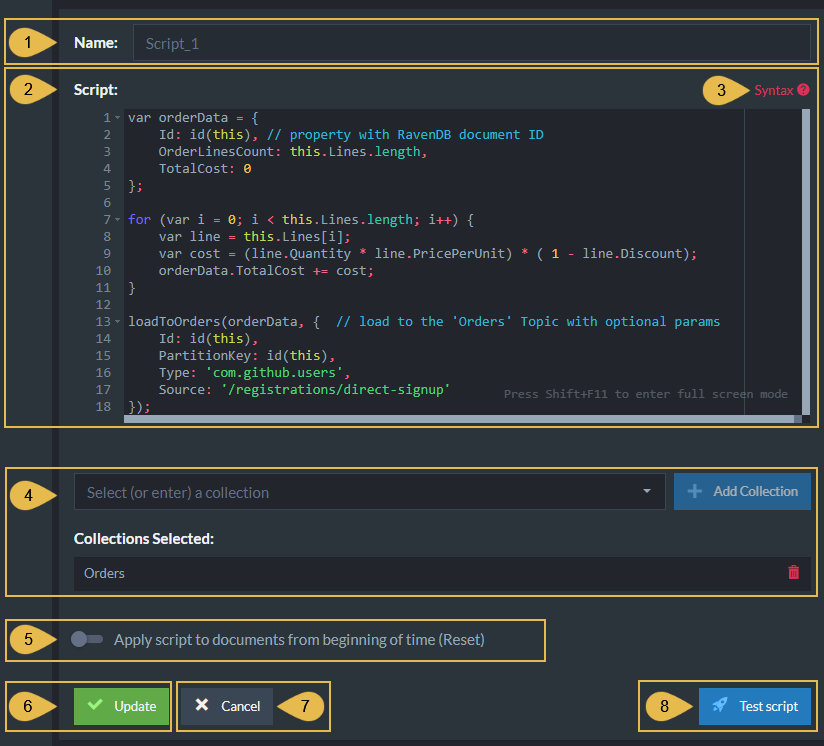 1 Name: Script_1
2 Script: 3 Syntax ?
1 var orderData = {
2 Id: id(this), // property with RavenDB document ID
3 OrderLinesCount: this.Lines.length,
4 TotalCost: 0
5 };
6
7 for (var i = 0; i < this.Lines.length; i++) {
8 var line = this.Lines[i];
9 var cost = (line.Quantity * line.PricePerUnit) * ( 1 - line.Discount);
10 orderData.TotalCost += cost;
11 }
12
13 loadToOrders(orderData, {  // load to the 'Orders' Topic with optional params
14 Id: id(this),
15 PartitionKey: id(this),
16 Type: 'com.github.users',
17 Source: '/registrations/direct-signup'
Press Shift+F11 to enter full screen mode
18 });
4 Select (or enter) a collection Add Collection
Collections Selected:
Orders
5 Apply script to documents from beginning of time (Reset)
6 Update Cancel 7 8 Test script